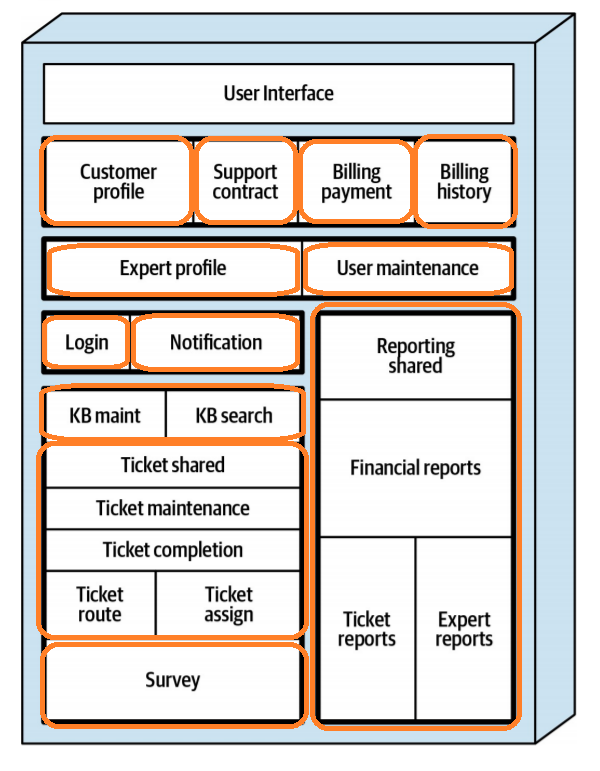 User Interface
Customer
profile
Support
contract
Billing
payment
Billing
history
Expert profile
User maintenance
Login
Notification
Reporting
shared
KB maint
KB search
Financial reports
Ticket shared
Ticket maintenance
Ticket completion
Ticket
route
Ticket
assign
Ticket
reports
Expert
reports
Survey